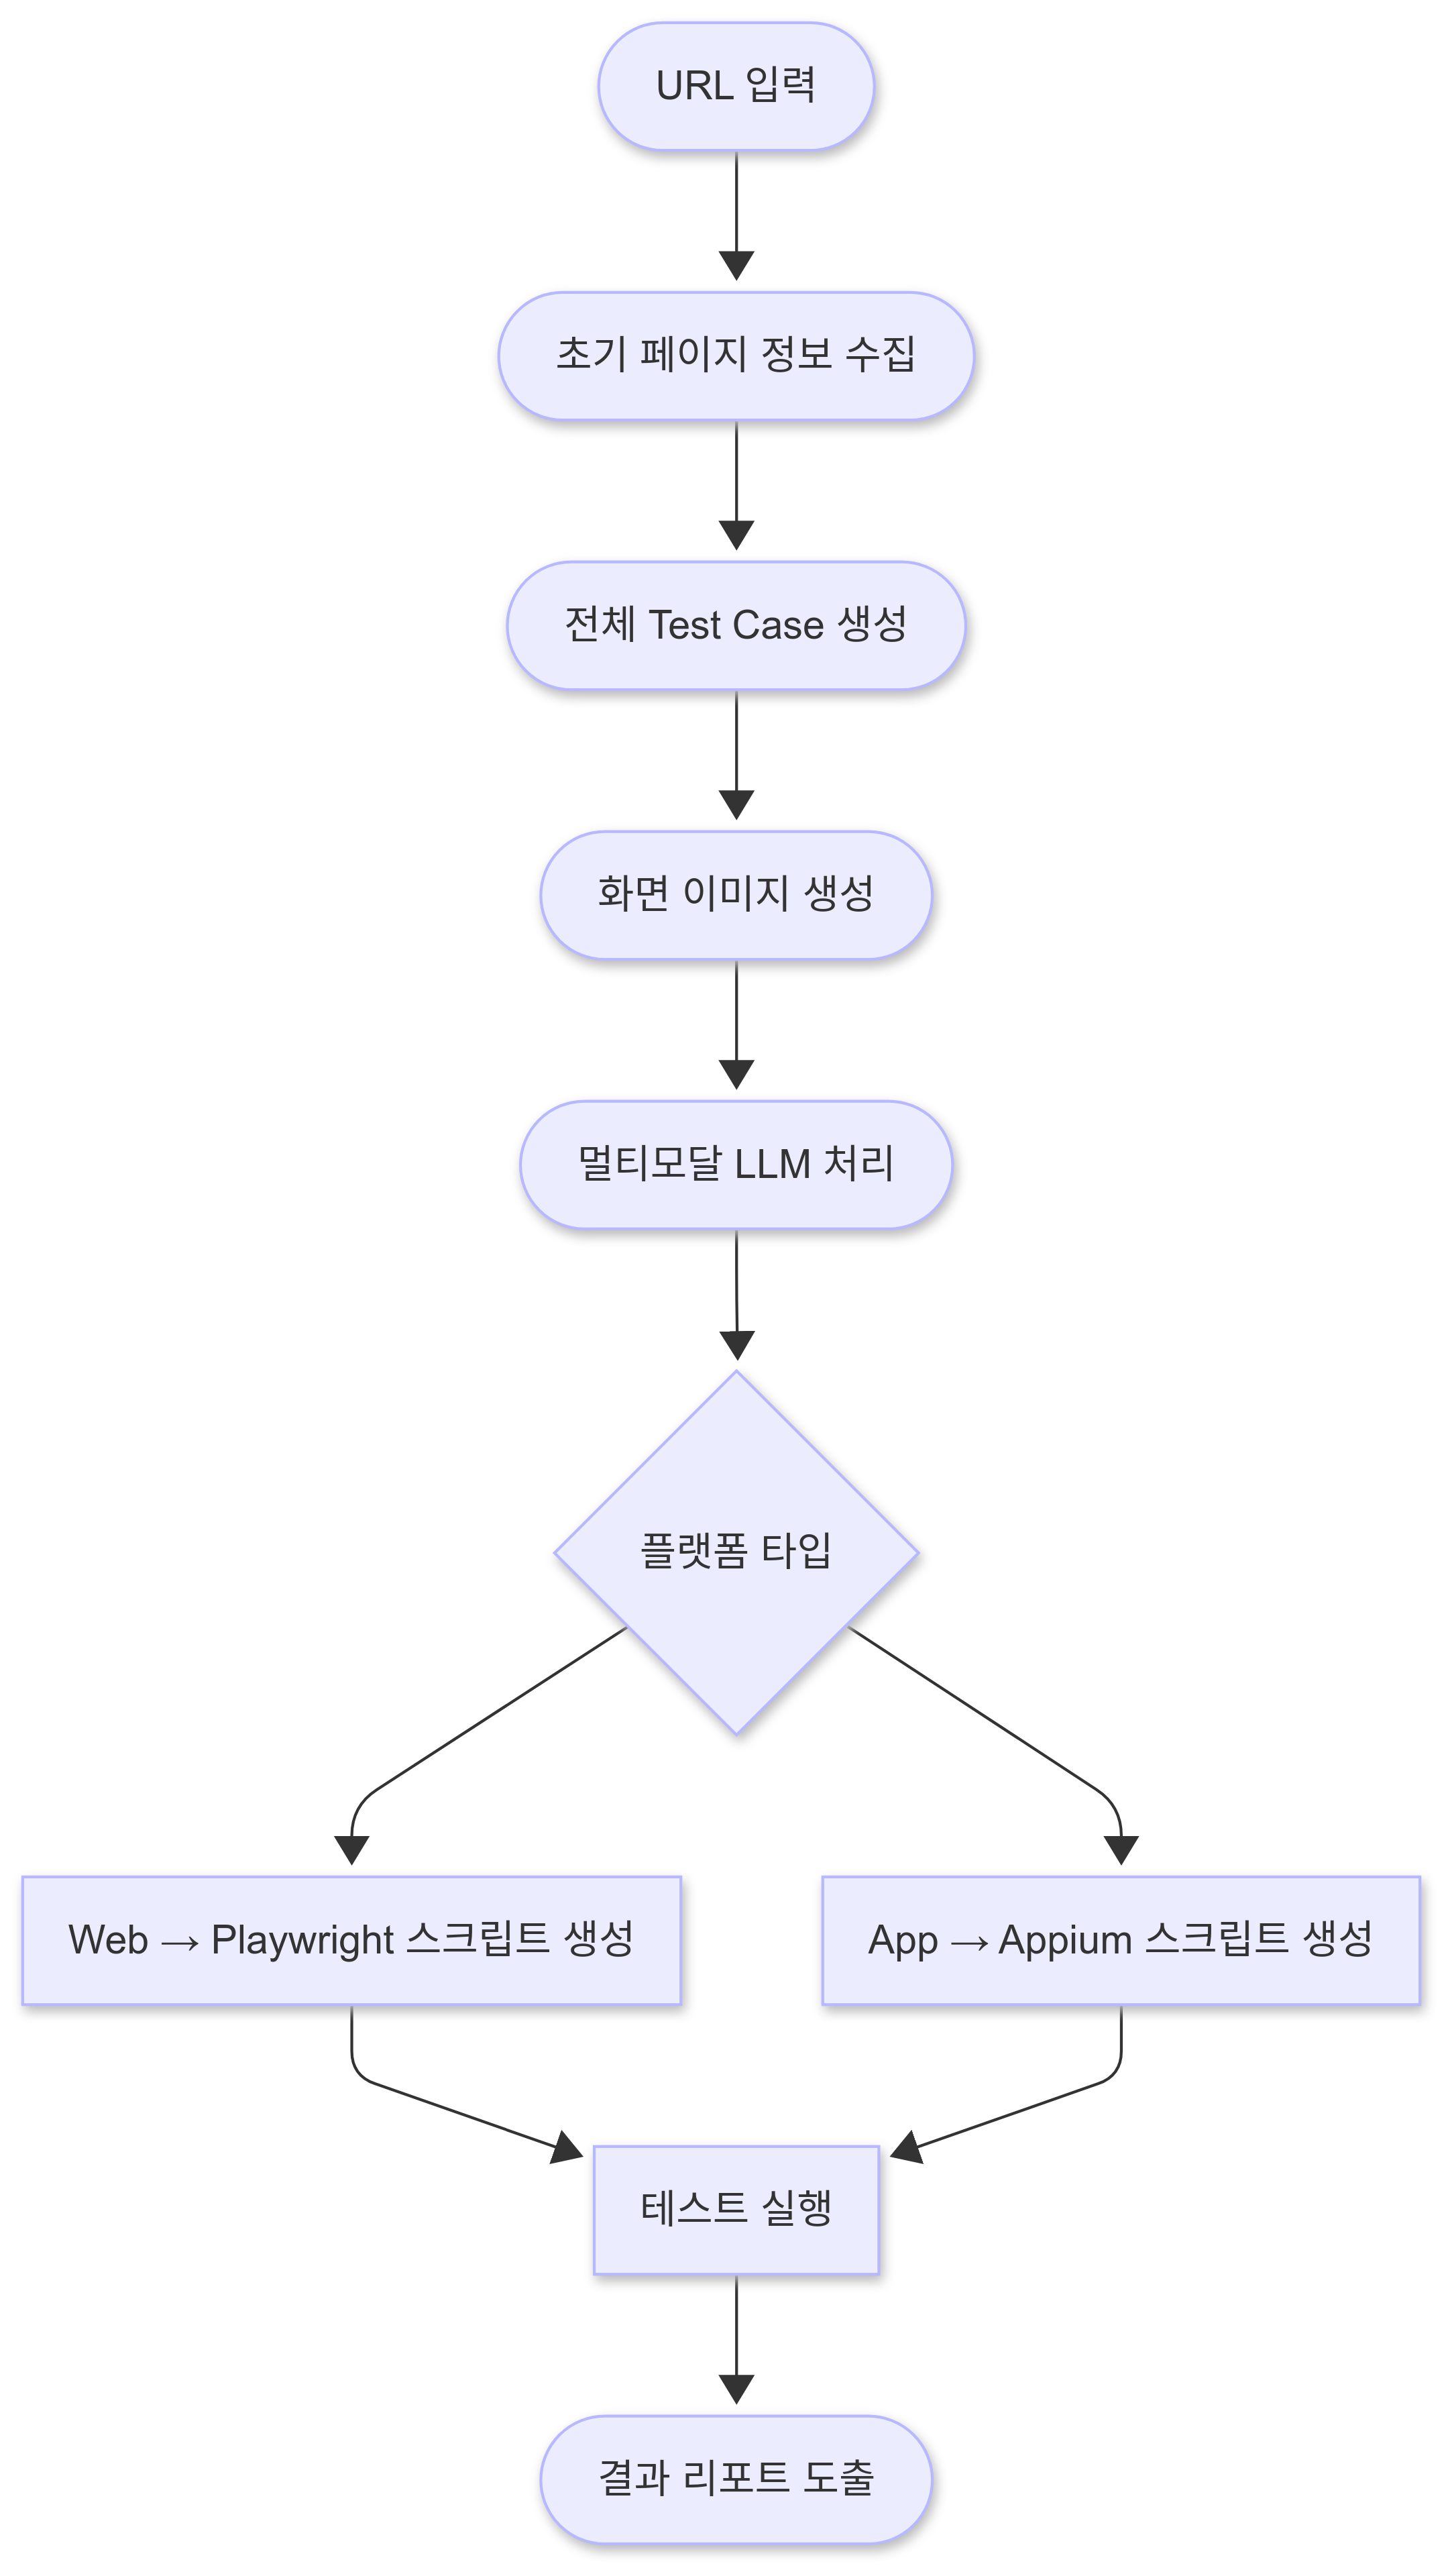 URL 입력
초기 페이지 정보 수집
전체 Test Case 생성
화면 이미지 생성
멀티모달 LLM 처리
플랫폼 타입
Web → Playwright 스크립트 생성
App → Appium 스크립트 생성
테스트 실행
결과 리포트 도출